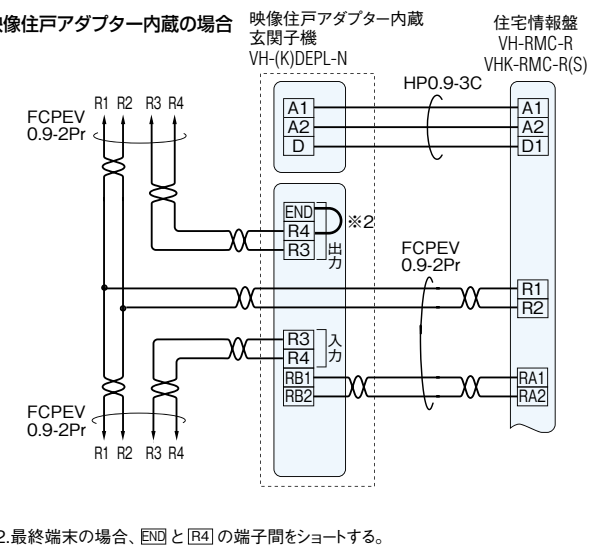 像住戸アダプター内蔵の場合
映像住戸アダプター内蔵
玄関子機
VH-(K)DEPL-N
住宅情報盤
VH-RMC-R
VHK-RMC-R(S)
HP0.9-3C
FCPEV
0.9-2Pr
R1 R2 R3 R4
A1
A2
D
A1
A2
D1
END
R4
R3
出力
※2
FCPEV
0.9-2Pr
R1
R2
R3
R4
入力
RB1
RB2
RA1
RA2
FCPEV
0.9-2Pr
R1 R2 R3 R4
2.最終端末の場合、END と R4 の端子間をショートする。